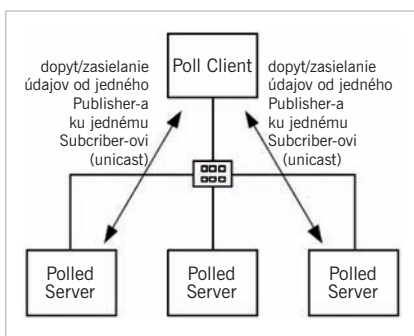 dopyt/zasielanie
údajov od jedného
Publisher-a
ku jednému
Subcriber-ovi
(unicast)
Poll Client
dopyt/zasielanie
údajov od jedného
Publisher-a
ku jednému
Subcriber-ovi
(unicast)
Polled
Server
Polled
Server
Polled
Server